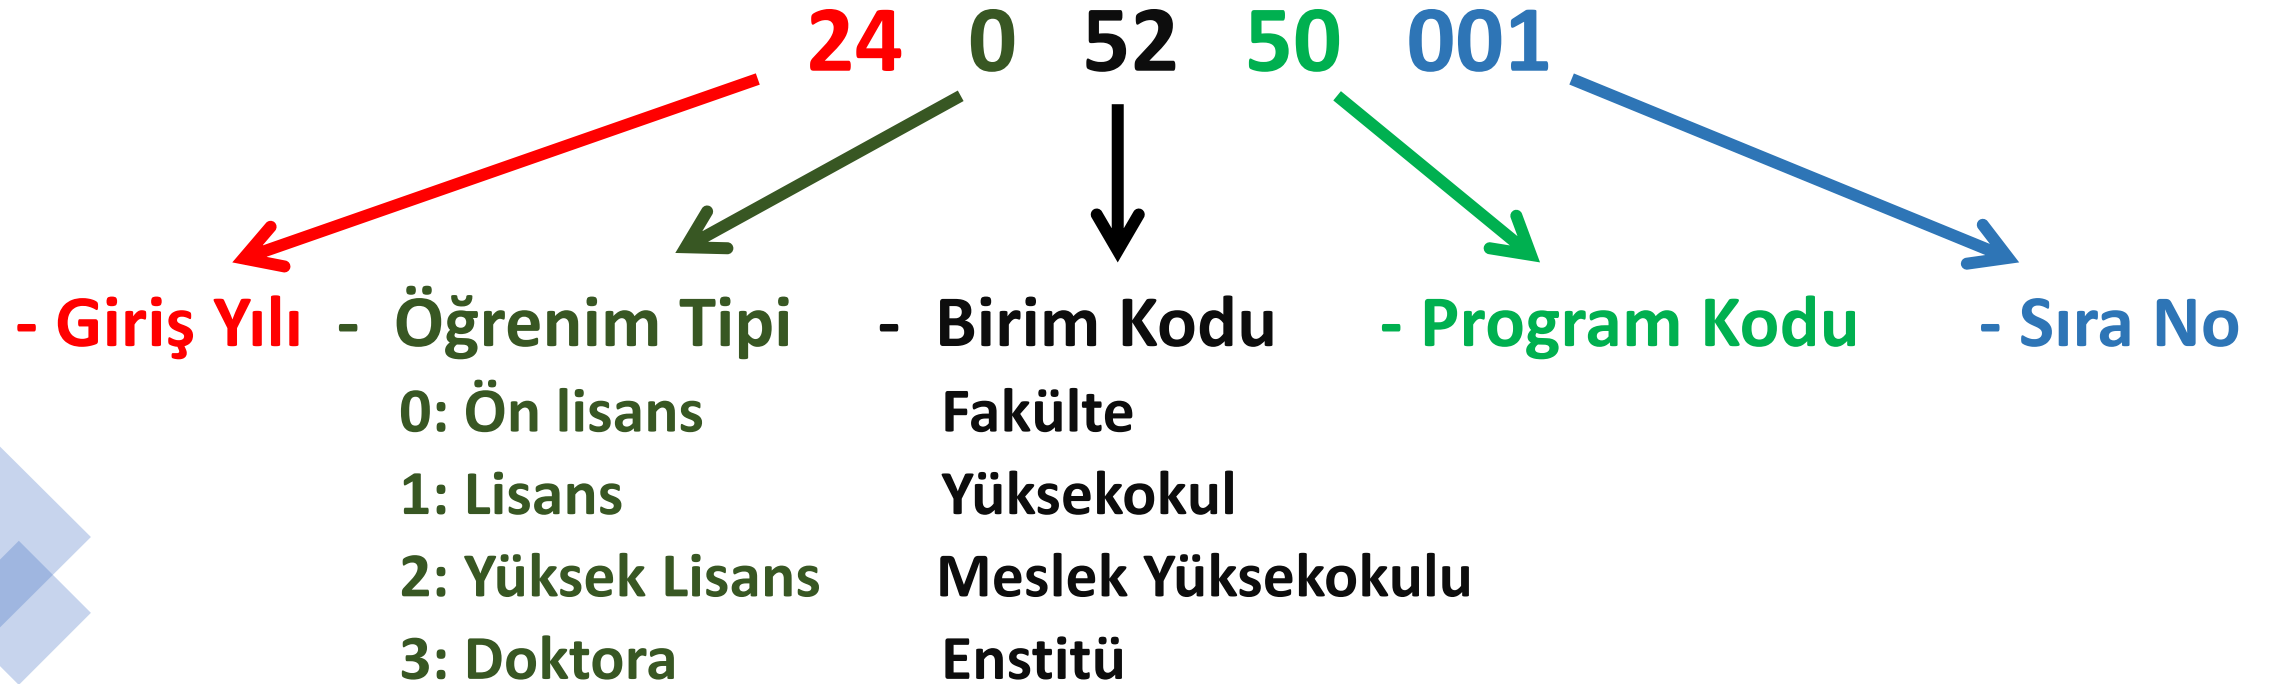 24 0 52 50 001
- Giriş Yılı - Öğrenim Tipi - Birim Kodu - Program Kodu - Sıra No
0: Ön lisans Fakülte
1: Lisans Yüksekokul
2: Yüksek Lisans Meslek Yüksekokulu
3: Doktora Enstitü